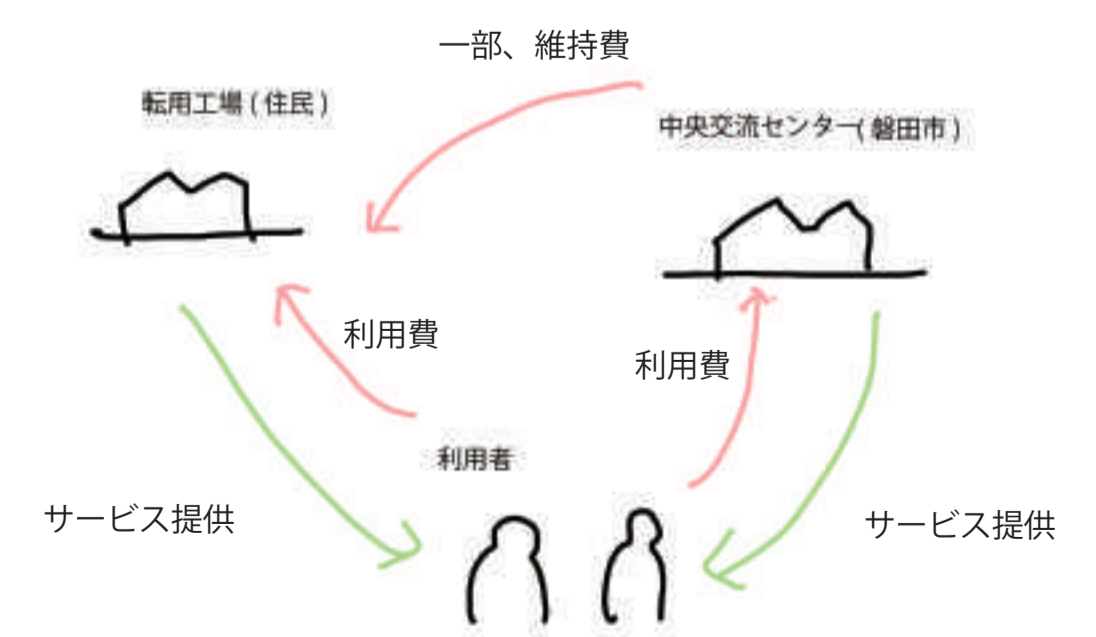 一部、維持費
転用工場(住民)
中央交流センター(磐田市)
利用費
利用費
利用者
サービス提供
サービス提供